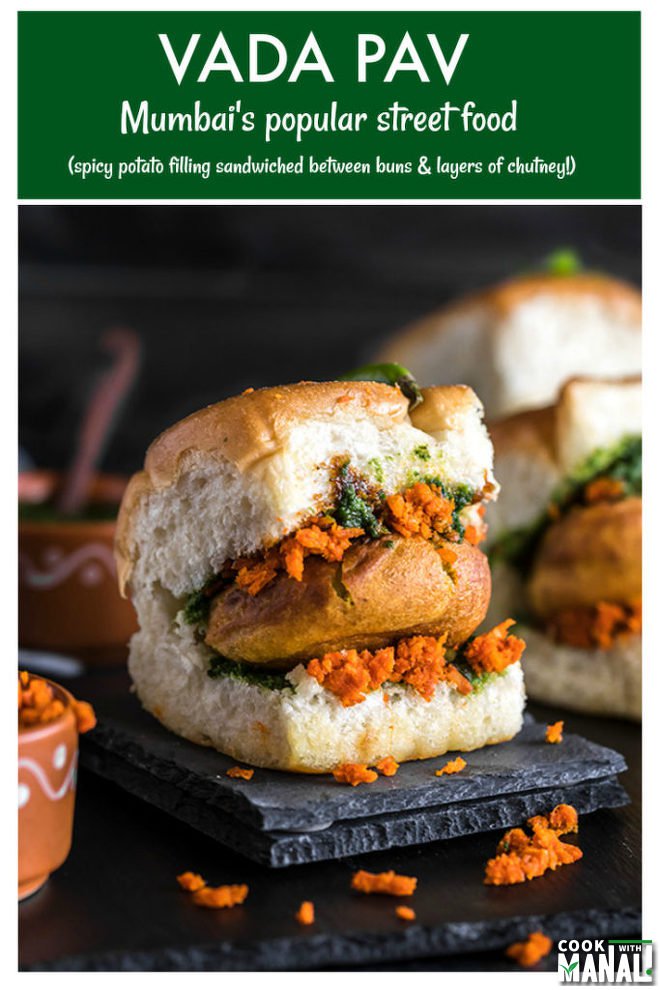 VADA PAV
Mumbai's popular street food
(spicy potato filling sandwiched between buns & layers of chutney!)
COOK WITH
MANALI